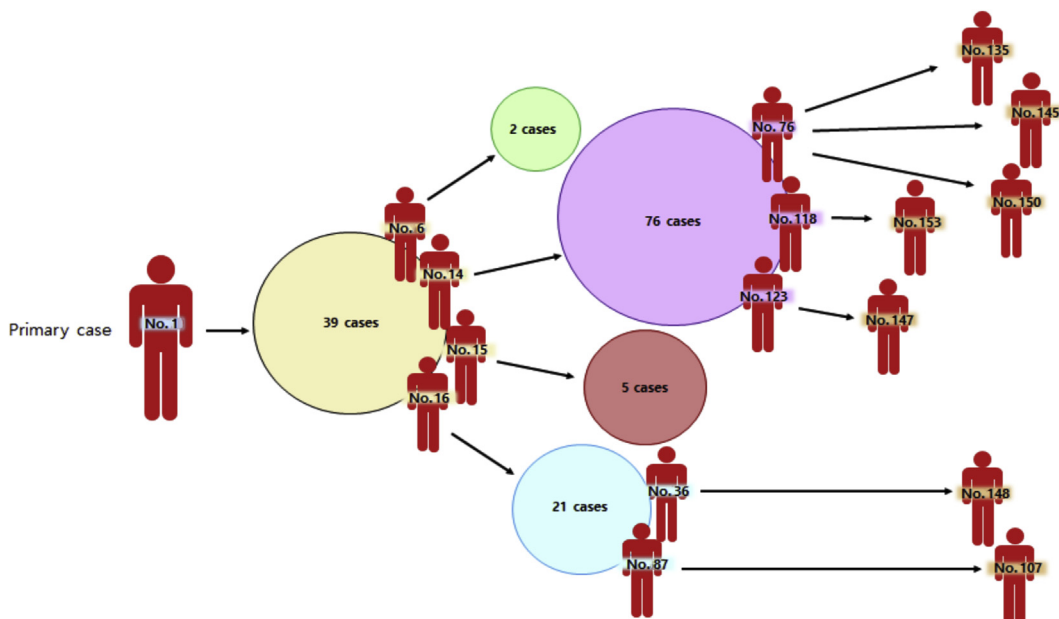 Primary case
No. 1
39 cases
No. 6
No. 14
No. 15
No. 16
2 cases
76 cases
5 cases
21 cases
No. 76
No. 118
No. 123
No. 36
No. 87
No. 135
No. 145
No. 150
No. 153
No. 147
No. 148
No. 107